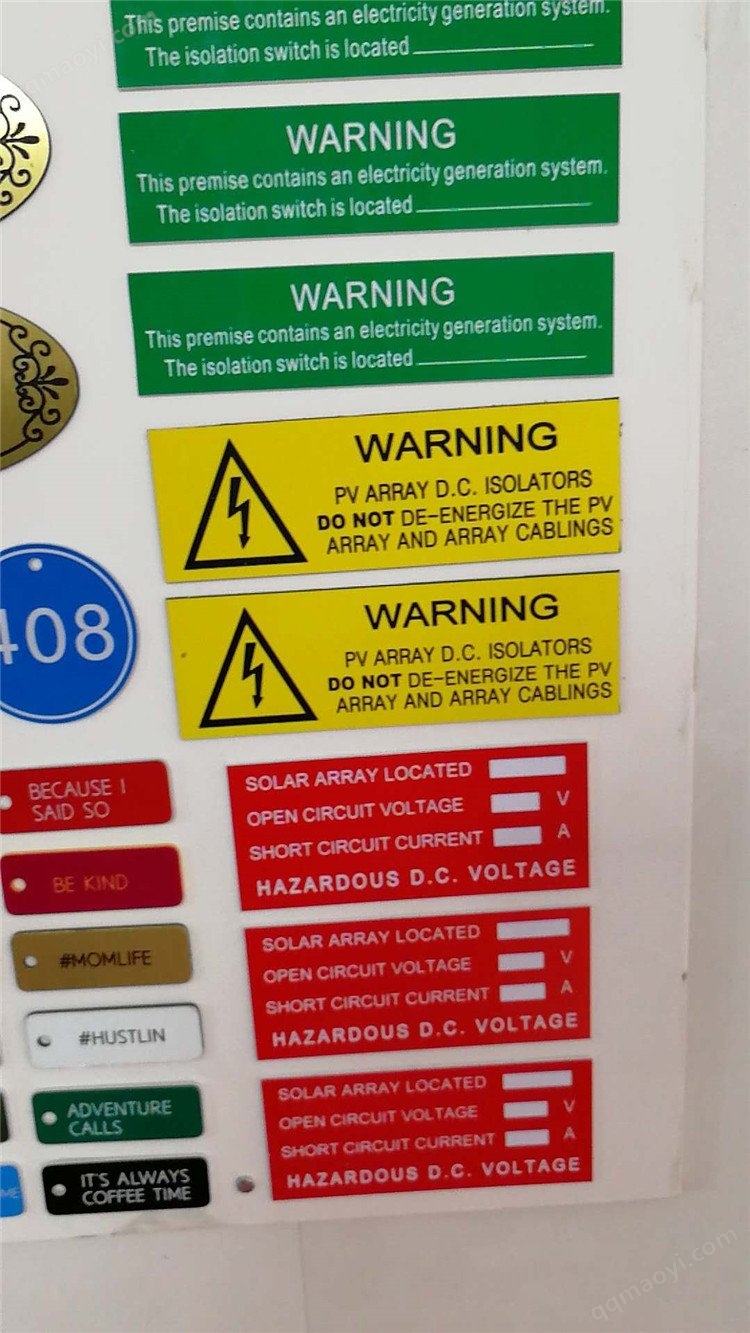 This premise contains an electricity generation system.
The isolation switch is located
WARNING
This premise contains an electricity generation system.
The isolation switch is located
WARNING
This premise contains an electricity generation system.
The isolation switch is located
WARNING
PV ARRAY D.C. ISOLATORS
DO NOT DE-ENERGIZE THE PV
ARRAY AND ARRAY CABLINGS
408
WARNING
PV ARRAY D.C. ISOLATORS
DO NOT DE-ENERGIZE THE PV
ARRAY AND ARRAY CABLINGS
BECAUSE I
SAID SO
BE KIND
#MOMLIFE
#HUSTLIN
ADVENTURE
CALLS
IT'S ALWAYS
COFFEE TIME
SOLAR ARRAY LOCATED
OPEN CIRCUIT VOLTAGE V
SHORT CIRCUIT CURRENT A
HAZARDOUS D.C. VOLTAGE
SOLAR ARRAY LOCATED
OPEN CIRCUIT VOLTAGE V
SHORT CIRCUIT CURRENT A
HAZARDOUS D.C. VOLTAGE
SOLAR ARRAY LOCATED
OPEN CIRCUIT VOLTAGE V
SHORT CIRCUIT CURRENT A
HAZARDOUS D.C. VOLTAGE
qqmaoyi.com